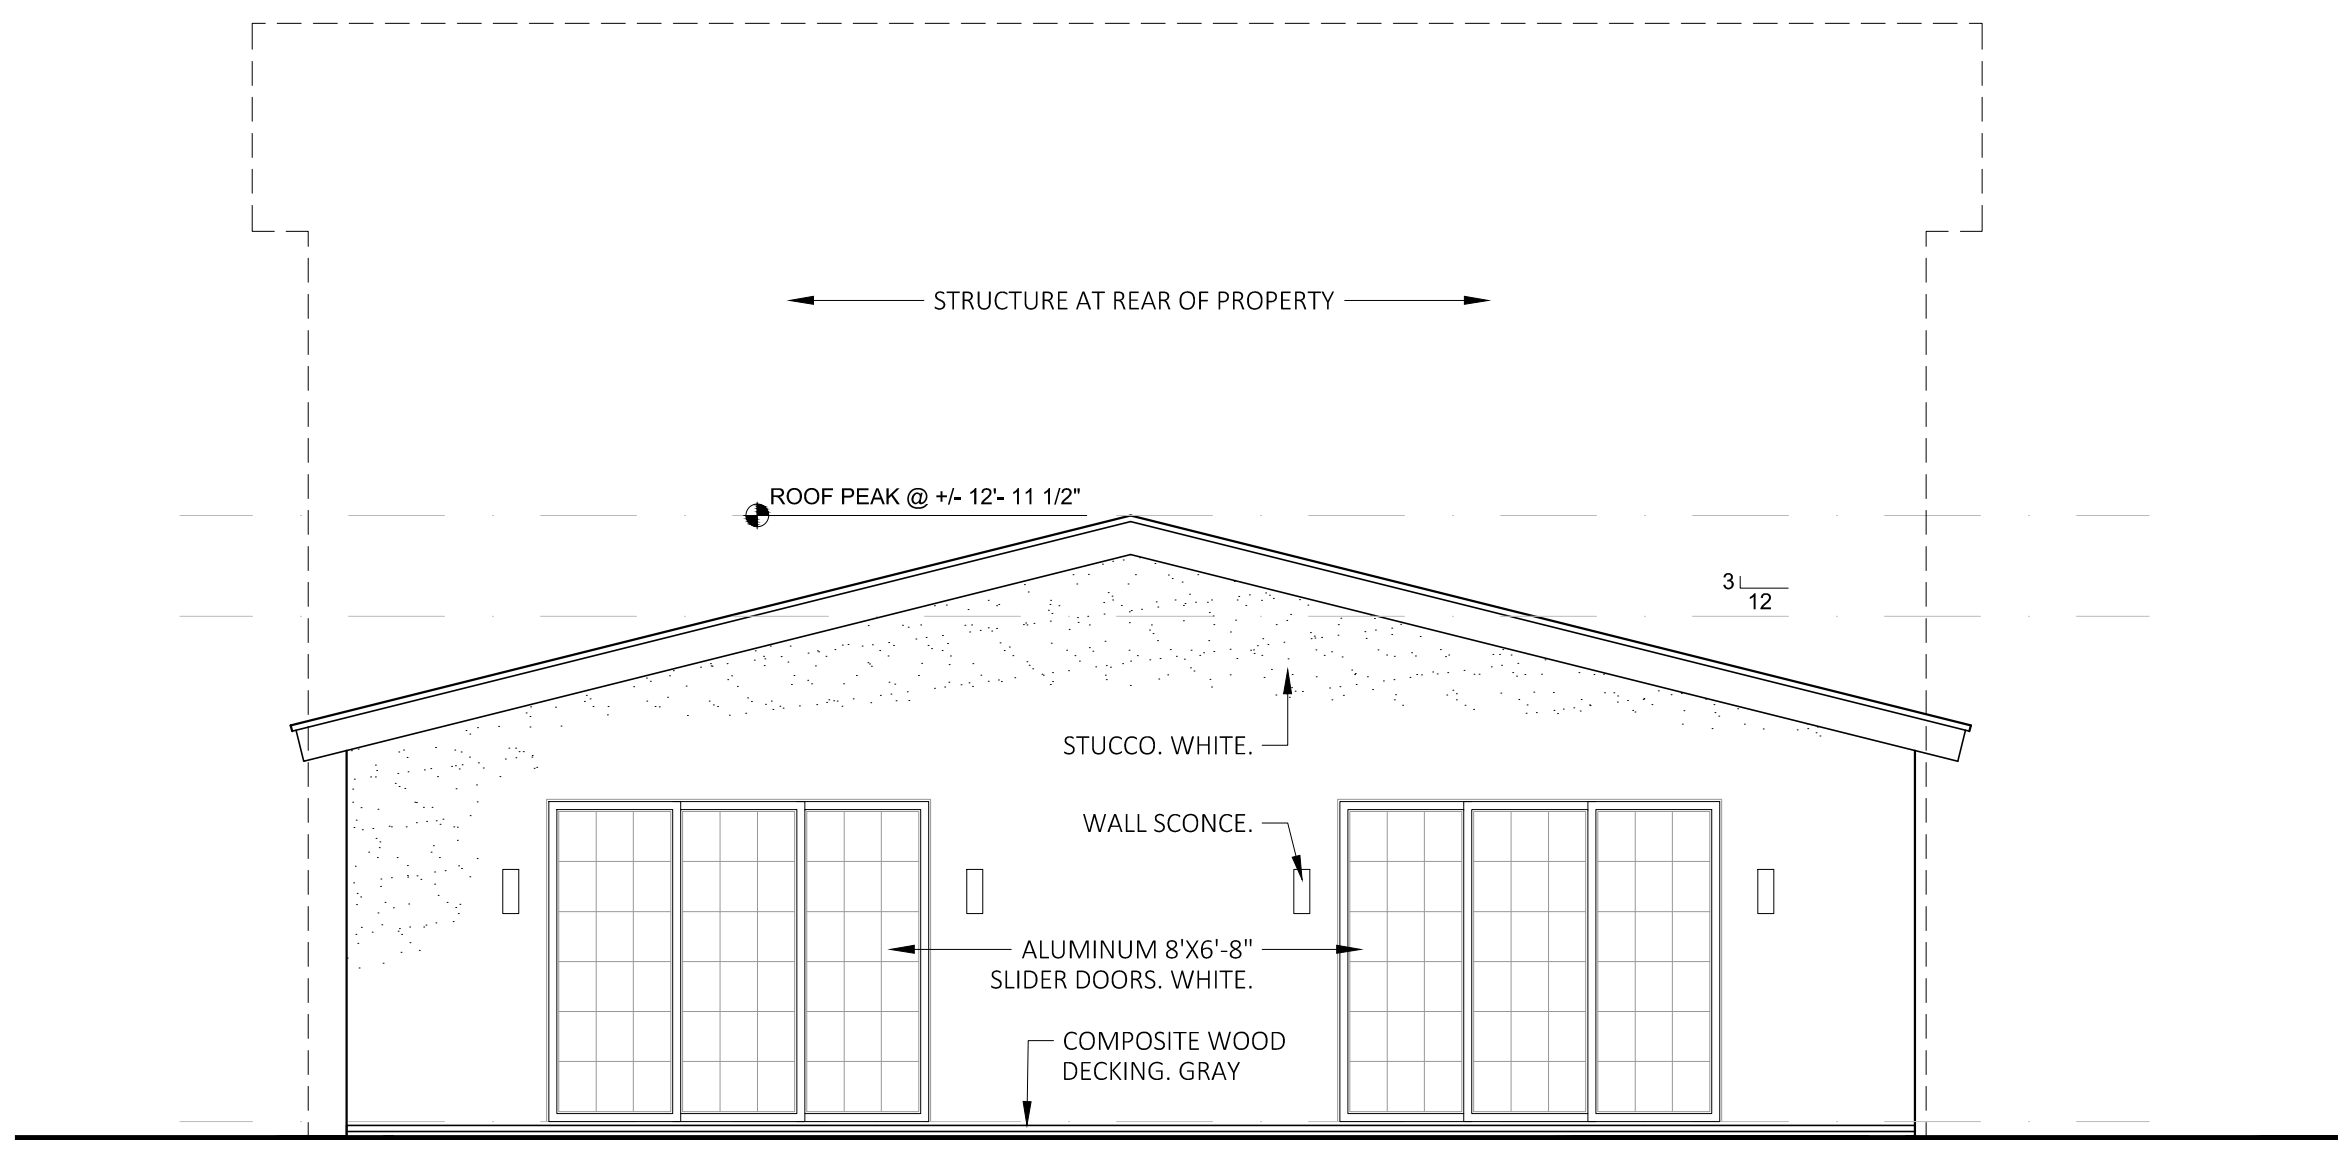 STRUCTURE AT REAR OF PROPERTY
ROOF PEAK @ +/- 12'- 11 1/2"
3
12
STUCCO. WHITE.
WALL SCONCE.
ALUMINUM 8'X6'-8"
SLIDER DOORS. WHITE.
COMPOSITE WOOD
DECKING. GRAY